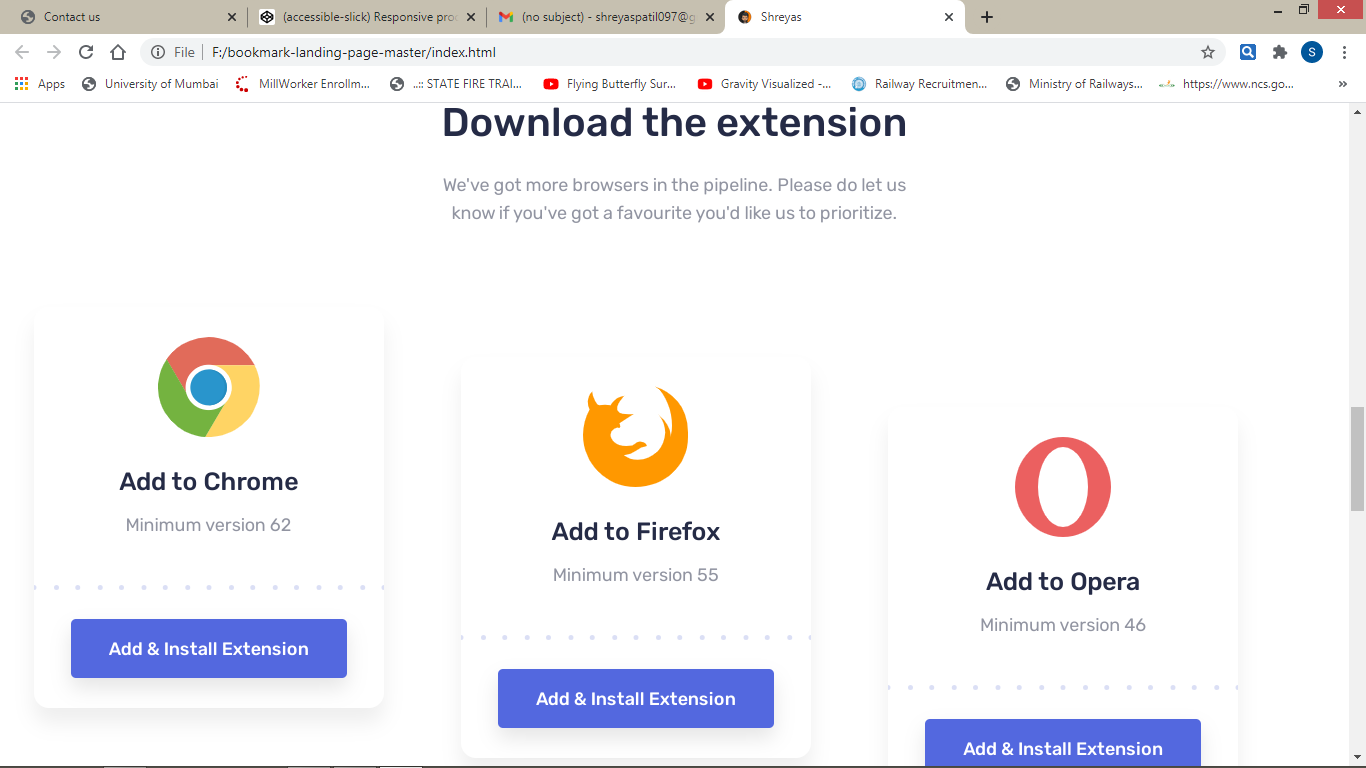 Contact us
(accessible-slick) Responsive proc
(no subject) - shreyaspatil097@g
Shreyas
File
F:/bookmark-landing-page-master/index.html
S
Apps
University of Mumbai
MillWorker Enrollm...
..:: STATE FIRE TRAI...
Flying Butterfly Sur...
Gravity Visualized -...
Railway Recruitmen...
Ministry of Railways...
https://www.ncs.go...
»
Download the extension
We've got more browsers in the pipeline. Please do let us
know if you've got a favourite you'd like us to prioritize.
Add to Chrome
Minimum version 62
Add & Install Extension
Add to Firefox
Minimum version 55
Add & Install Extension
Add to Opera
Minimum version 46
Add & Install Extension